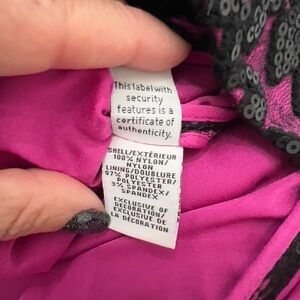 This label with
security
features is a
certificate of
authenticity.
SHELL/EXTÉRIEUR
100% NYLON/
NYLON
LINING/DOUBLURE
97% POLYESTER/
POLYESTER
3% SPANDEX/
SPANDEX
EXCLUSIVE OF
DECORATION/
EXCLUSIVE DE
LA DÉCORATION